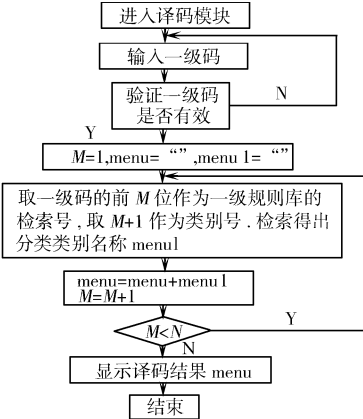 进入译码模块
输入一级码
验证一级码
是否有效
N
Y
M=1,menu= “”,menu 1= “”
取一级码的前 M 位作为一级规则库的
检索号,取 M+1 作为类别号.检索得出
分类类别名称 menu1
menu=menu+menu 1
M=M+1
M<N
Y
N
显示译码结果 menu
结束